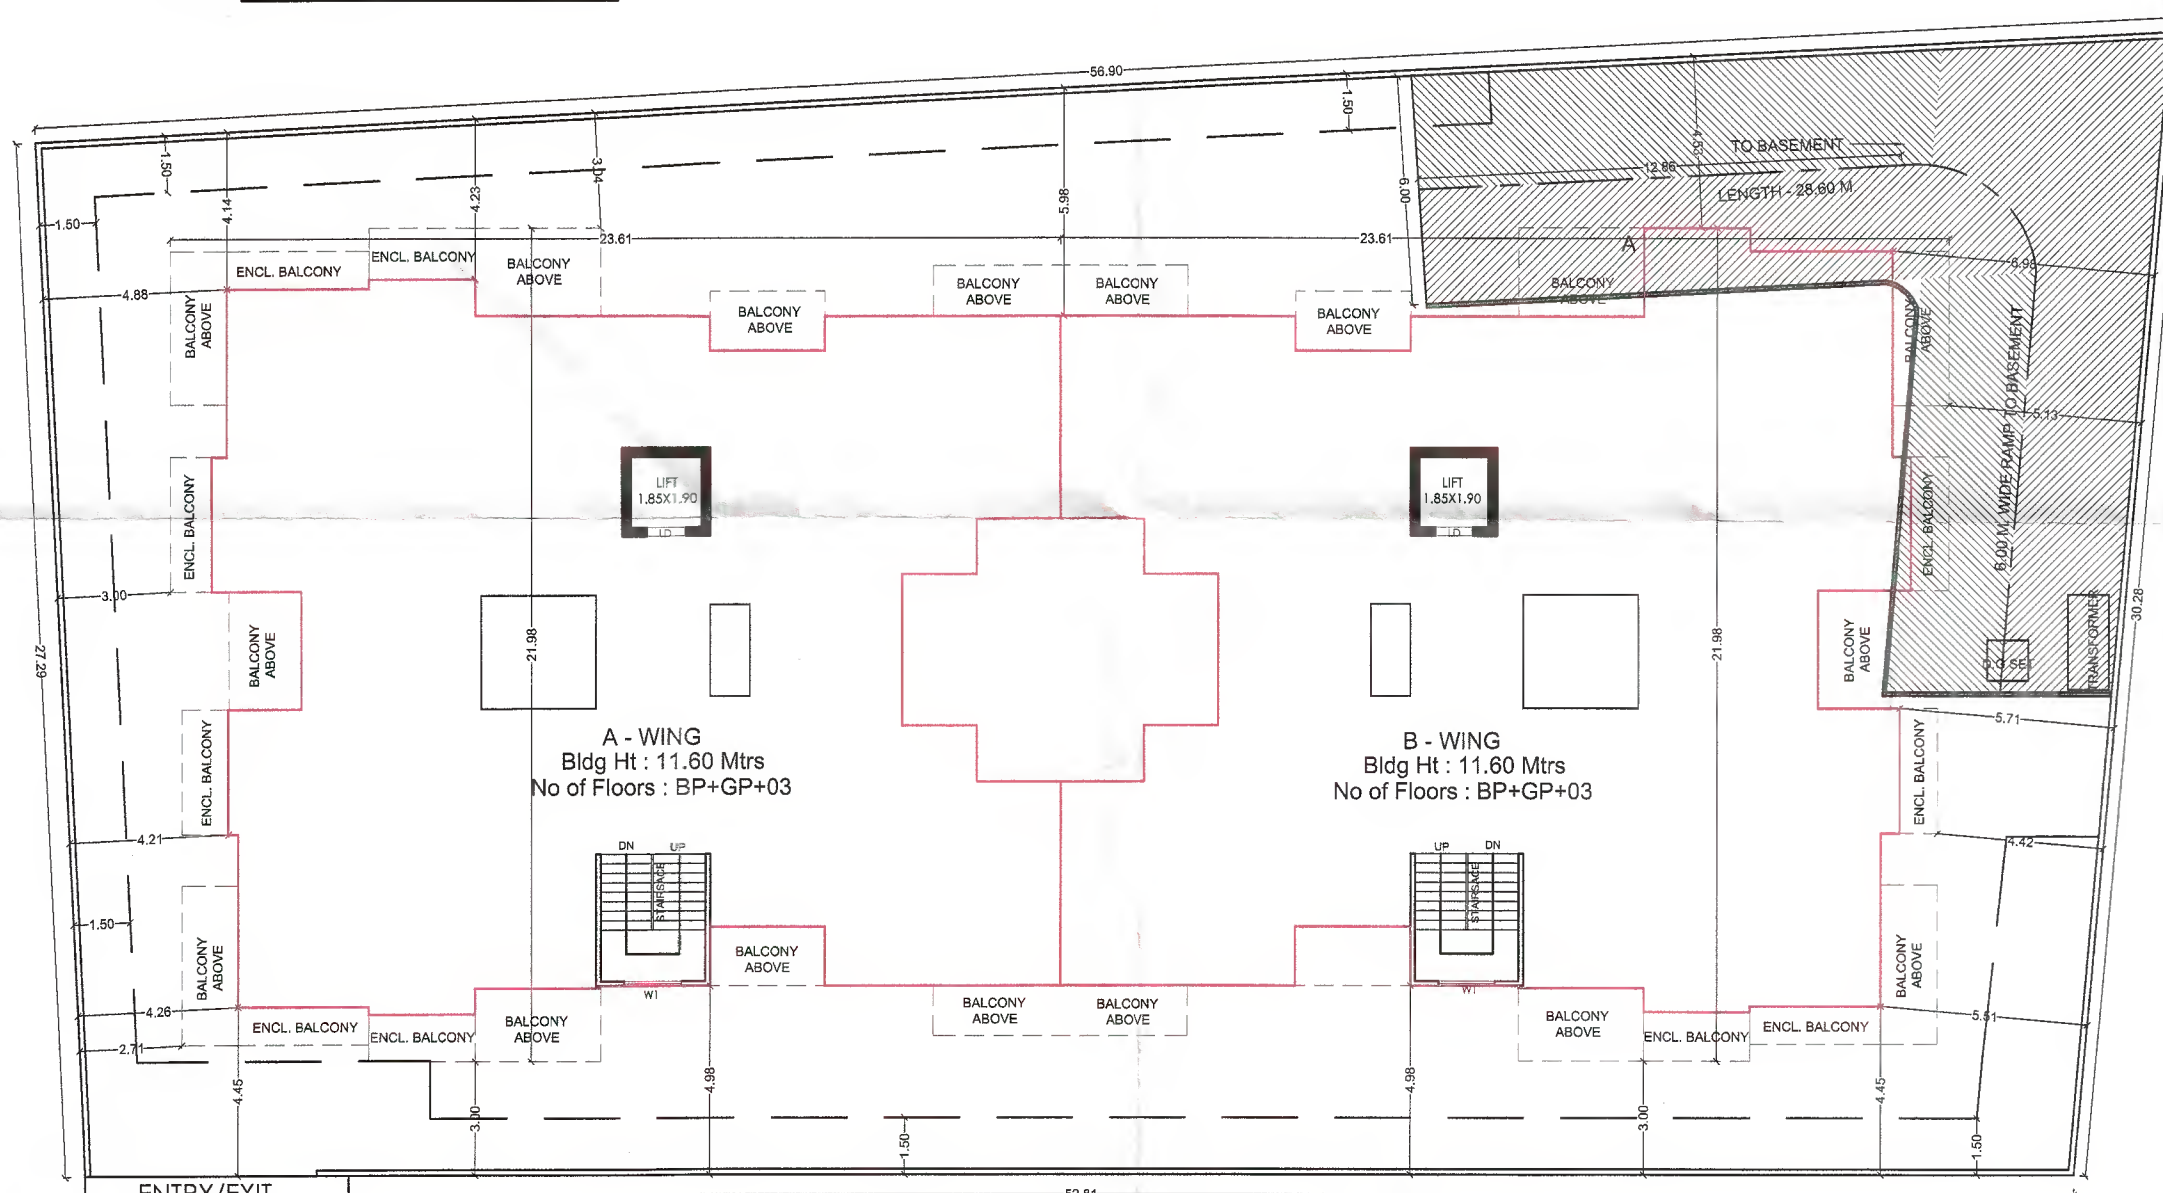 56.90
1.50
1.50
4.14
4.23
3.04
5.98
6.00
4.53
TO BASEMENT
12.86
LENGTH - 28.60 M
1.50
23.61
23.61
A
ENCL. BALCONY
ENCL. BALCONY
BALCONY
ABOVE
BALCONY
ABOVE
BALCONY
ABOVE
BALCONY
ABOVE
6.98
4.88
BALCONY
ABOVE
BALCONY
ABOVE
BALCONY
ABOVE
BALCONY
ABOVE
5.13
LIFT
1.85X1.90
LD
LIFT
1.85X1.90
LD
ENCL. BALCONY
ENCL. BALCONY
6.00 M. WIDE RAMP TO BASEMENT
3.00
27.29
30.28
BALCONY
ABOVE
21.98
21.98
BALCONY
ABOVE
D.G SET
TRANSFORMER
A - WING
Bldg Ht : 11.60 Mtrs
No of Floors : BP+GP+03
B - WING
Bldg Ht : 11.60 Mtrs
No of Floors : BP+GP+03
5.71
ENCL. BALCONY
ENCL. BALCONY
4.21
4.42
DN
UP
UP
DN
STAIRSACE
STAIRSACE
1.50
BALCONY
ABOVE
BALCONY
ABOVE
BALCONY
ABOVE
W1
W1
4.26
BALCONY
ABOVE
BALCONY
ABOVE
5.51
ENCL. BALCONY
ENCL. BALCONY
BALCONY
ABOVE
BALCONY
ABOVE
ENCL. BALCONY
ENCL. BALCONY
2.71
4.45
3.00
4.98
4.98
3.00
4.45
1.50
1.50
ENTRY/EXIT
52.81